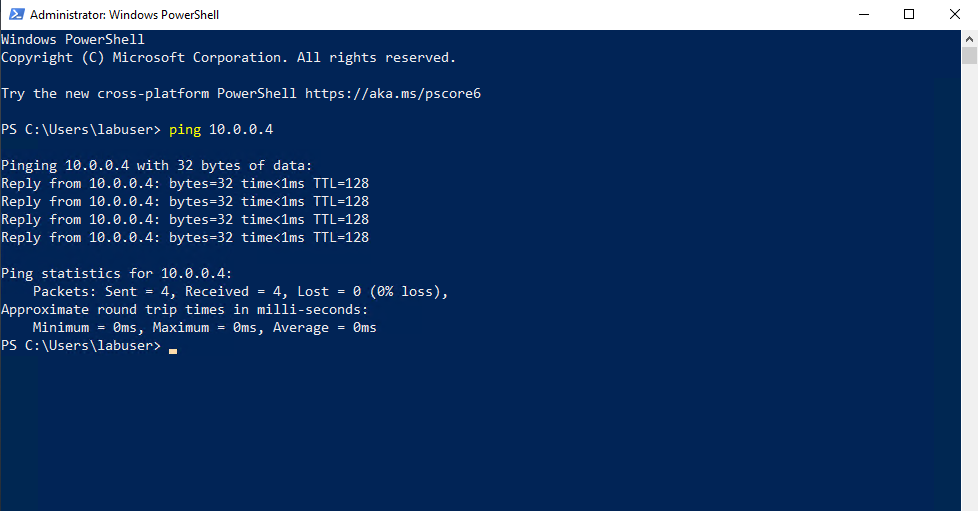 Administrator: Windows PowerShell
Windows PowerShell
Copyright (C) Microsoft Corporation. All rights reserved.
Try the new cross-platform PowerShell https://aka.ms/pscore6
PS C:\Users\labuser> ping 10.0.0.4
Pinging 10.0.0.4 with 32 bytes of data:
Reply from 10.0.0.4: bytes=32 time<1ms TTL=128
Reply from 10.0.0.4: bytes=32 time<1ms TTL=128
Reply from 10.0.0.4: bytes=32 time<1ms TTL=128
Reply from 10.0.0.4: bytes=32 time<1ms TTL=128
Ping statistics for 10.0.0.4:
    Packets: Sent = 4, Received = 4, Lost = 0 (0% loss),
Approximate round trip times in milli-seconds:
    Minimum = 0ms, Maximum = 0ms, Average = 0ms
PS C:\Users\labuser>